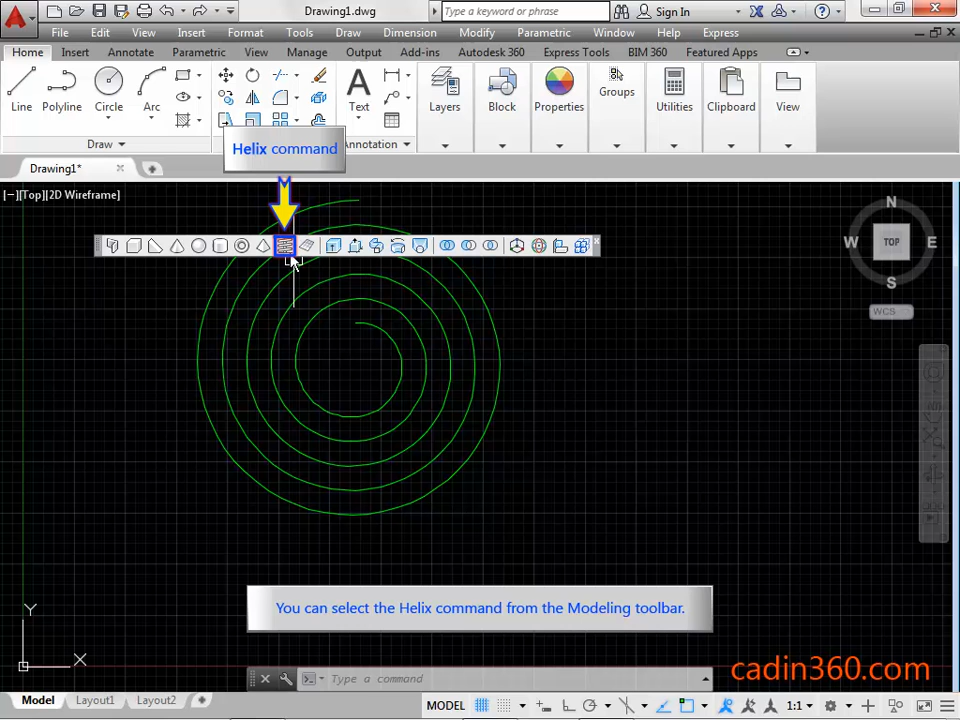 Drawing1.dwg
Type a keyword or phrase
Sign In
File Edit View Insert Format Tools Draw Dimension Modify Parametric Window Help Express
Home Insert Annotate Parametric View Manage Output Add-ins Autodesk 360 Express Tools BIM 360 Featured Apps
Line Polyline Circle Arc Text Layers Block Properties Groups Utilities Clipboard View
Draw
Annotation
Helix command
Drawing1*
[−][Top][2D Wireframe]
N
W TOP E
S
WCS
You can select the Helix command from the Modeling toolbar.
Y
X
cadin360.com
Type a command
Model Layout1 Layout2
MODEL
1:1